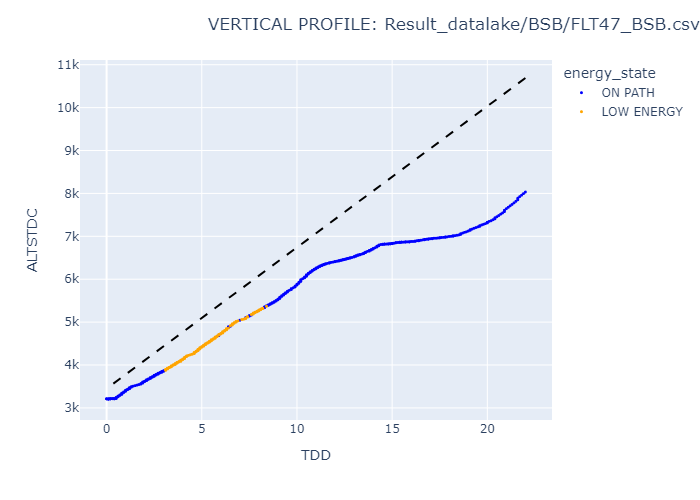 VERTICAL PROFILE: Result_datalake/BSB/FLT47_BSB.csv
energy_state
ON PATH
LOW ENERGY
ALTSTDC
11k
10k
9k
8k
7k
6k
5k
4k
3k
0
5
10
15
20
TDD